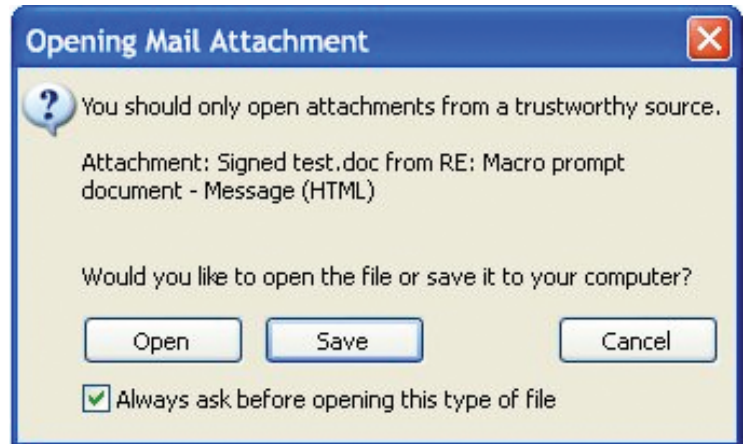 Opening Mail Attachment
You should only open attachments from a trustworthy source.
Attachment: Signed test.doc from RE: Macro prompt
document - Message (HTML)
Would you like to open the file or save it to your computer?
Open Save Cancel
Always ask before opening this type of file